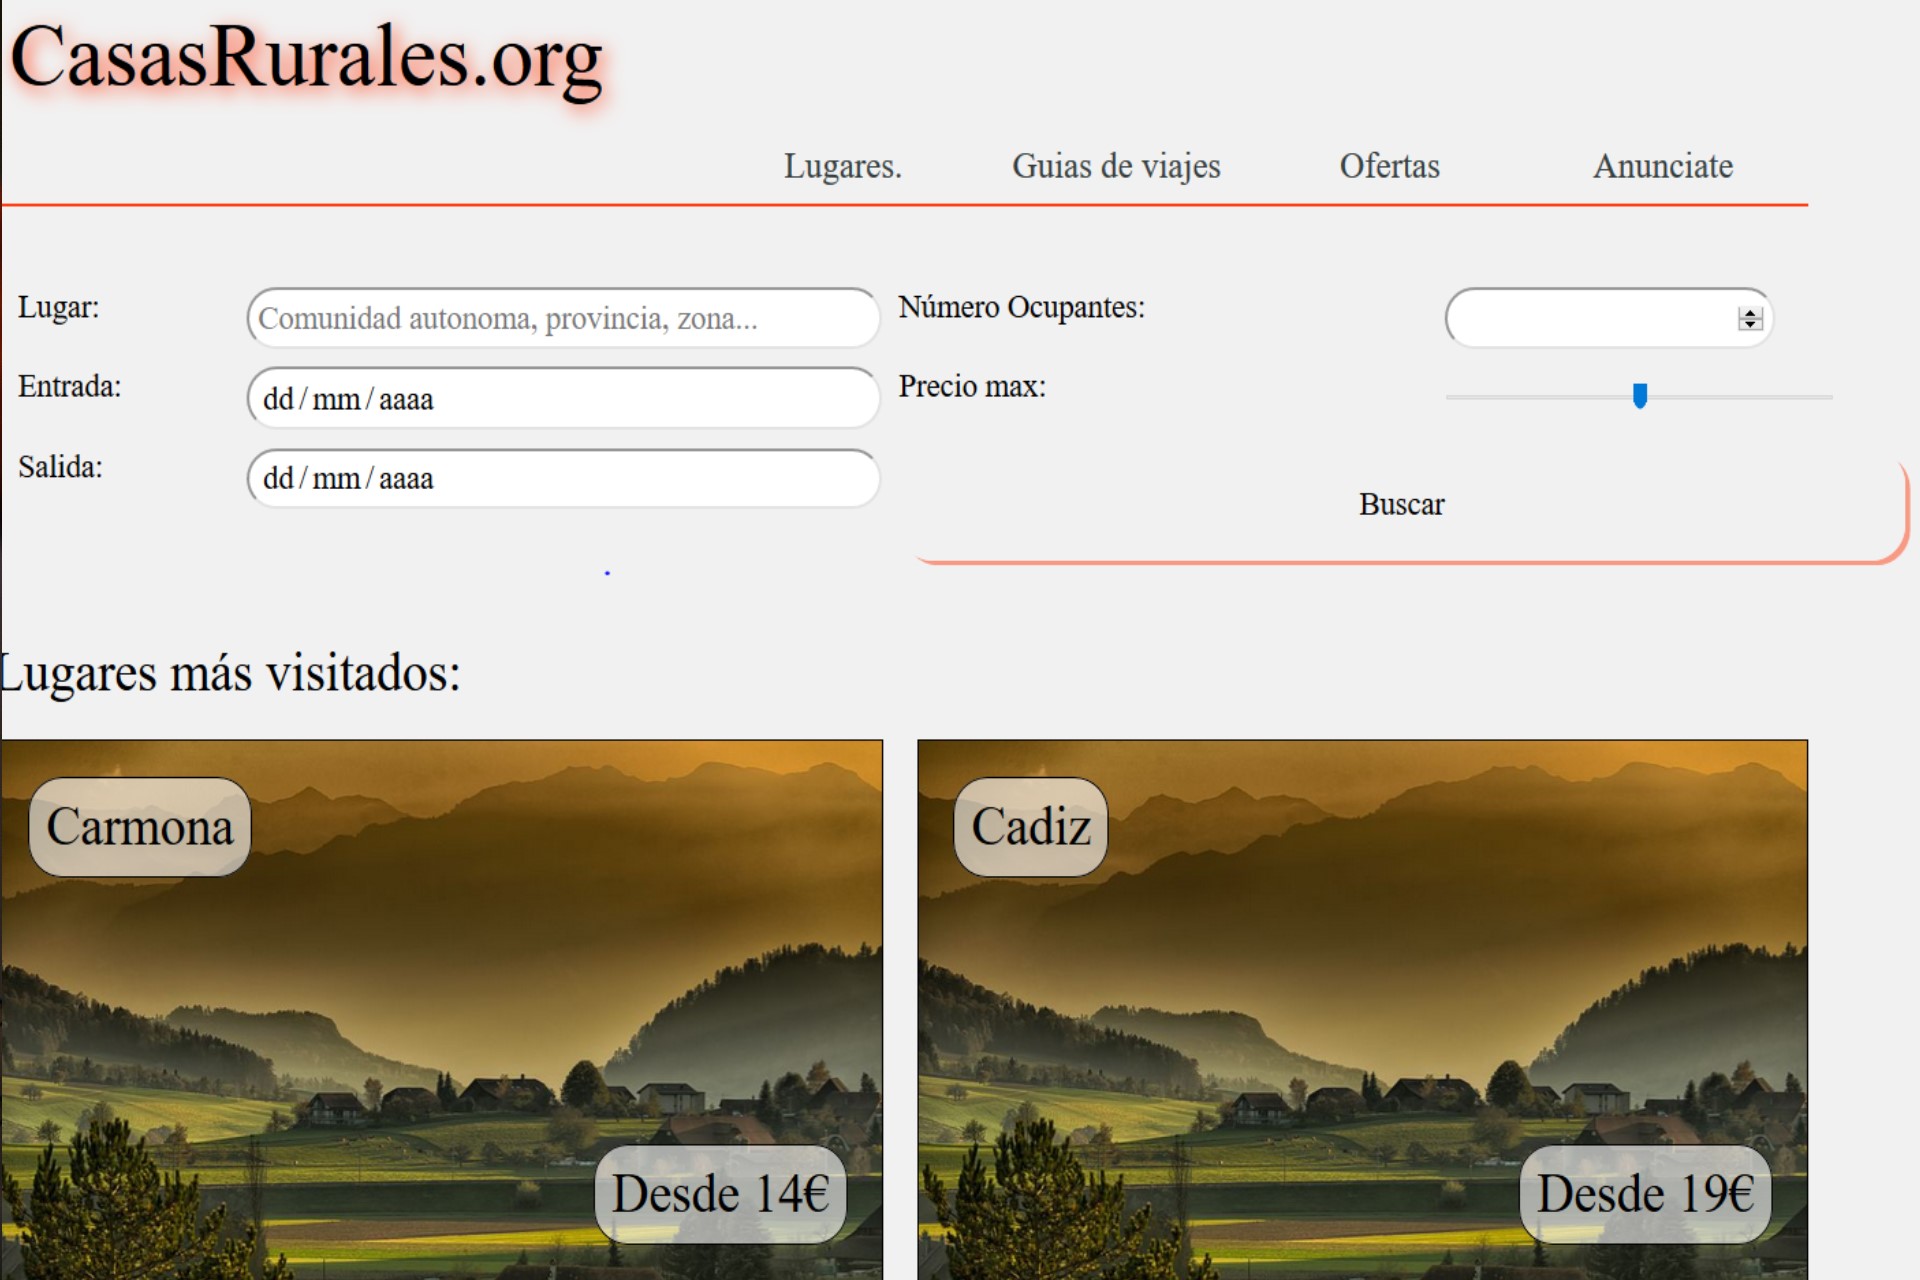 CasasRurales.org
Lugares. Guias de viajes Ofertas Anunciate
Lugar: Comunidad autonoma, provincia, zona... Número Ocupantes:
Entrada: dd/mm/aaaa Precio max:
Salida: dd/mm/aaaa
Buscar
Lugares más visitados:
Carmona
Desde 14€
Cadiz
Desde 19€